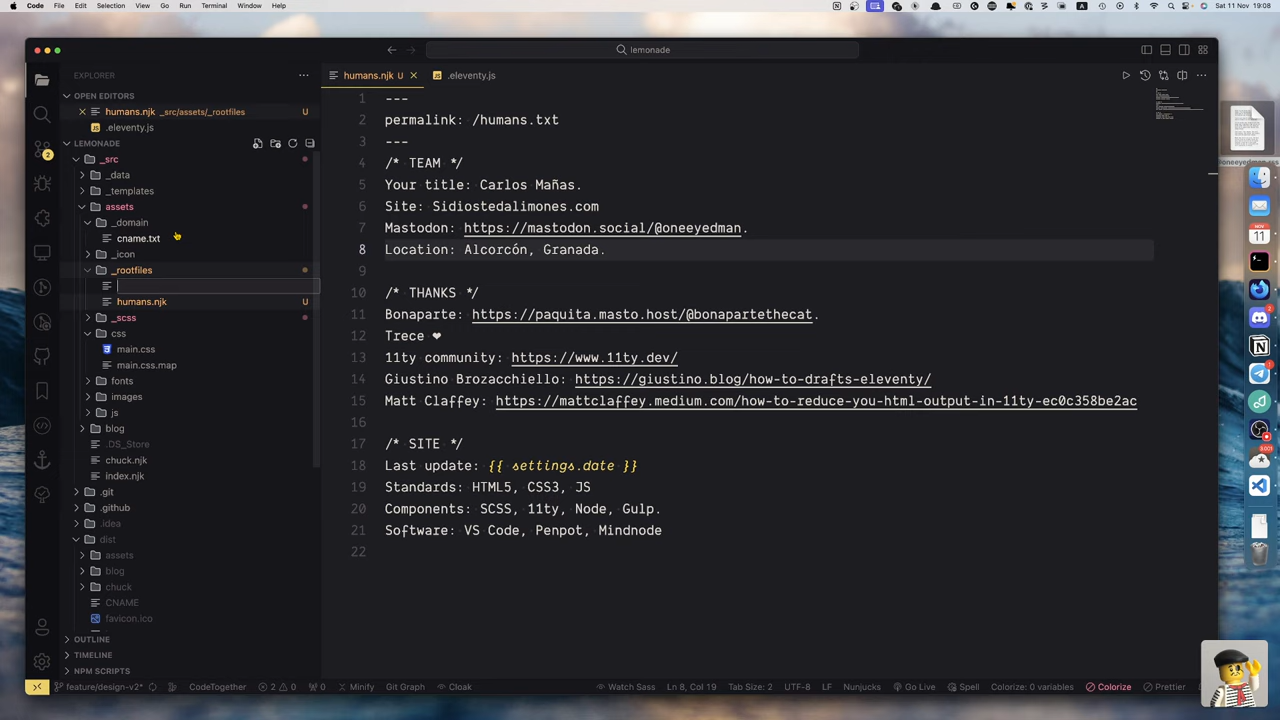 Code File Edit Selection View Go Run Terminal Window Help
Sat 11 Nov 19:08
lemonade
EXPLORER
OPEN EDITORS
humans.njk _src/assets/_rootfiles U
.eleventy.js
LEMONADE
_src
_data
_templates
assets
_domain
cname.txt
_icon
_rootfiles
humans.njk U
_scss
css
main.css
main.css.map
fonts
images
js
blog
.DS_Store
chuck.njk
index.njk
.git
.github
.idea
dist
assets
blog
chuck
CNAME
favicon.ico
OUTLINE
TIMELINE
NPM SCRIPTS
humans.njk U
.eleventy.js
1 ---
2 permalink: /humans.txt
3 ---
4 /* TEAM */
5 Your title: Carlos Mañas.
6 Site: Sidiostedalimones.com
7 Mastodon: https://mastodon.social/@oneeyedman.
8 Location: Alcorcón, Granada.
9
10 /* THANKS */
11 Bonaparte: https://paquita.masto.host/@bonapartethecat.
12 Trece ❤
13 11ty community: https://www.11ty.dev/
14 Giustino Brozacchiello: https://giustino.blog/how-to-drafts-eleventy/
15 Matt Claffey: https://mattclaffey.medium.com/how-to-reduce-you-html-output-in-11ty-ec0c358be2ac
16
17 /* SITE */
18 Last update: {{ settings.date }}
19 Standards: HTML5, CSS3, JS
20 Components: SCSS, 11ty, Node, Gulp.
21 Software: VS Code, Penpot, Mindnode
22
feature/design-v2* CodeTogether 2 0 0 Minify Git Graph Cloak
Watch Sass Ln 8, Col 19 Tab Size: 2 UTF-8 LF Nunjucks Go Live Spell Colorize: 0 variables Colorize Prettier